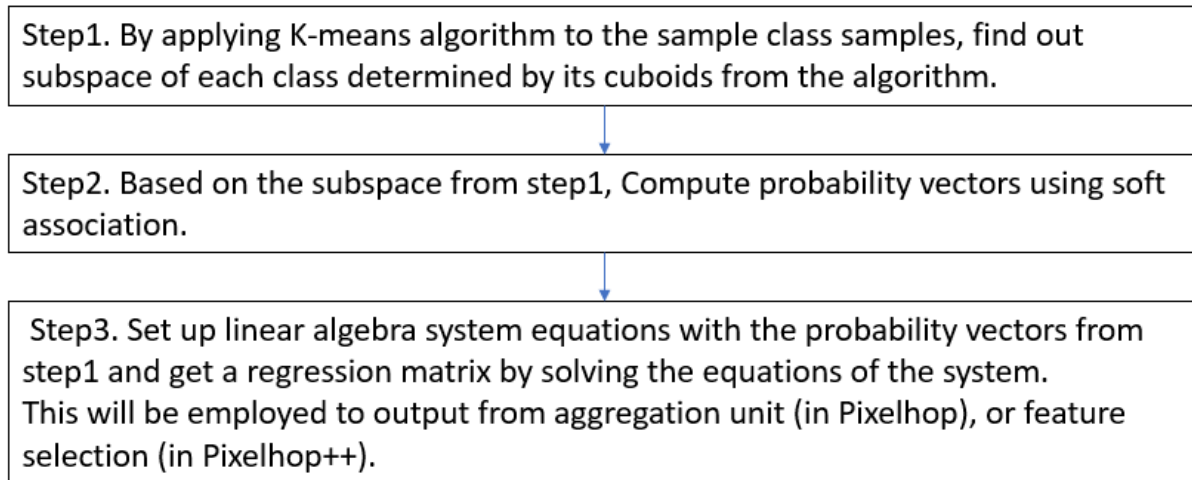 Step1. By applying K-means algorithm to the sample class samples, find out
subspace of each class determined by its cuboids from the algorithm.
Step2. Based on the subspace from step1, Compute probability vectors using soft
association.
Step3. Set up linear algebra system equations with the probability vectors from
step1 and get a regression matrix by solving the equations of the system.
This will be employed to output from aggregation unit (in Pixelhop), or feature
selection (in Pixelhop++).